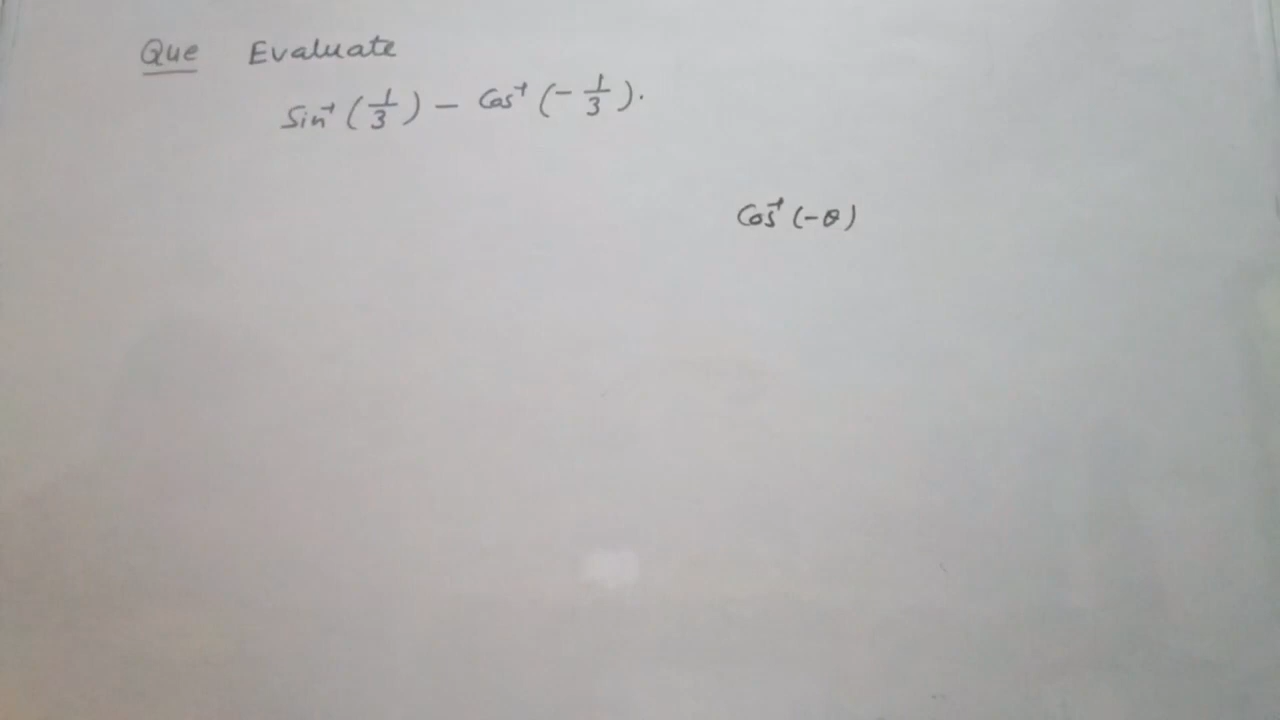 Que Evaluate
Sin⁻¹ (1/3) - Cos⁻¹ (- 1/3).
Cos⁻¹ (-θ)